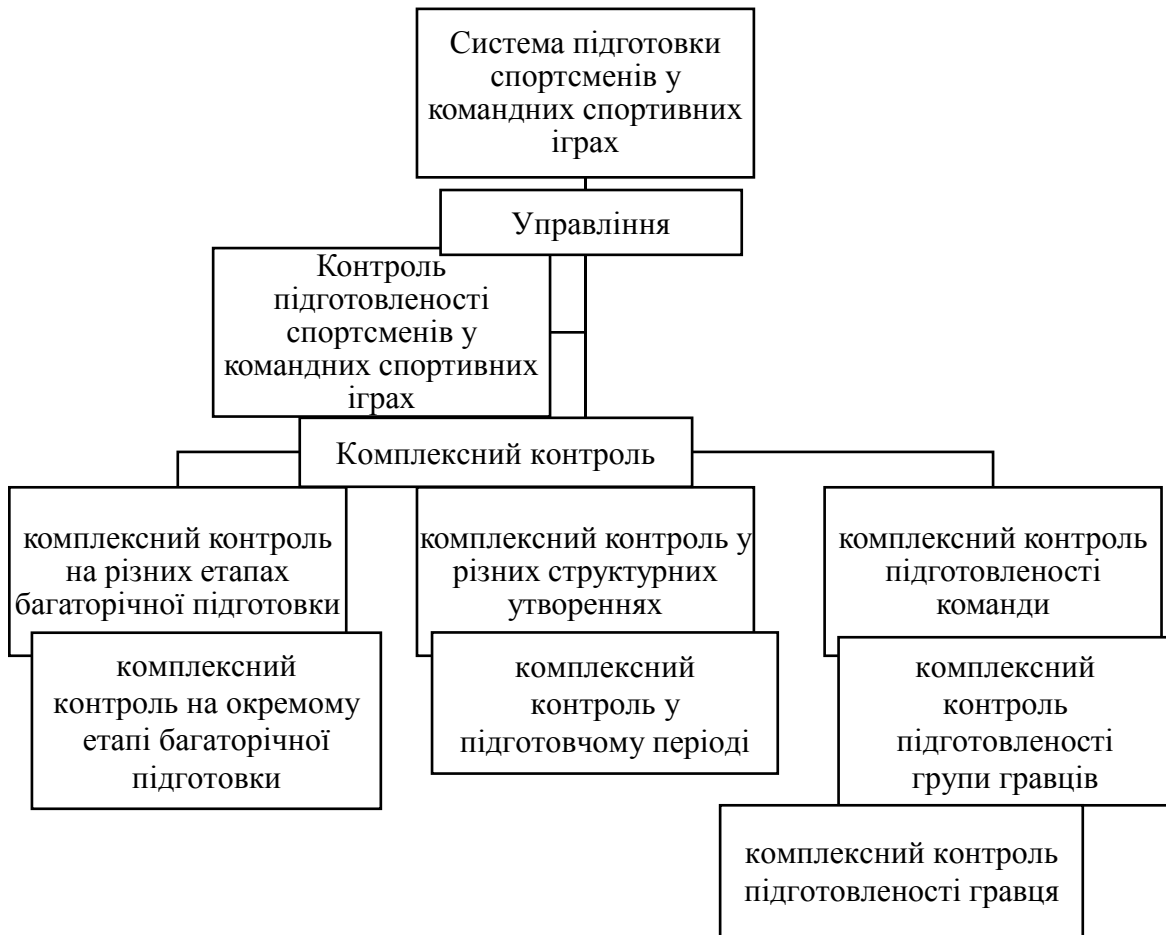 Система підготовки
спортсменів у
командних спортивних
іграх
Управління
Контроль
підготовленості
спортсменів у
командних спортивних
іграх
Комплексний контроль
комплексний контроль
на різних етапах
багаторічної підготовки
комплексний контроль у
різних структурних
утвореннях
комплексний контроль
підготовленості
команди
комплексний
контроль на окремому
етапі багаторічної
підготовки
комплексний
контроль у
підготовчому періоді
комплексний
контроль
підготовленості
групи гравців
комплексний контроль
підготовленості гравця